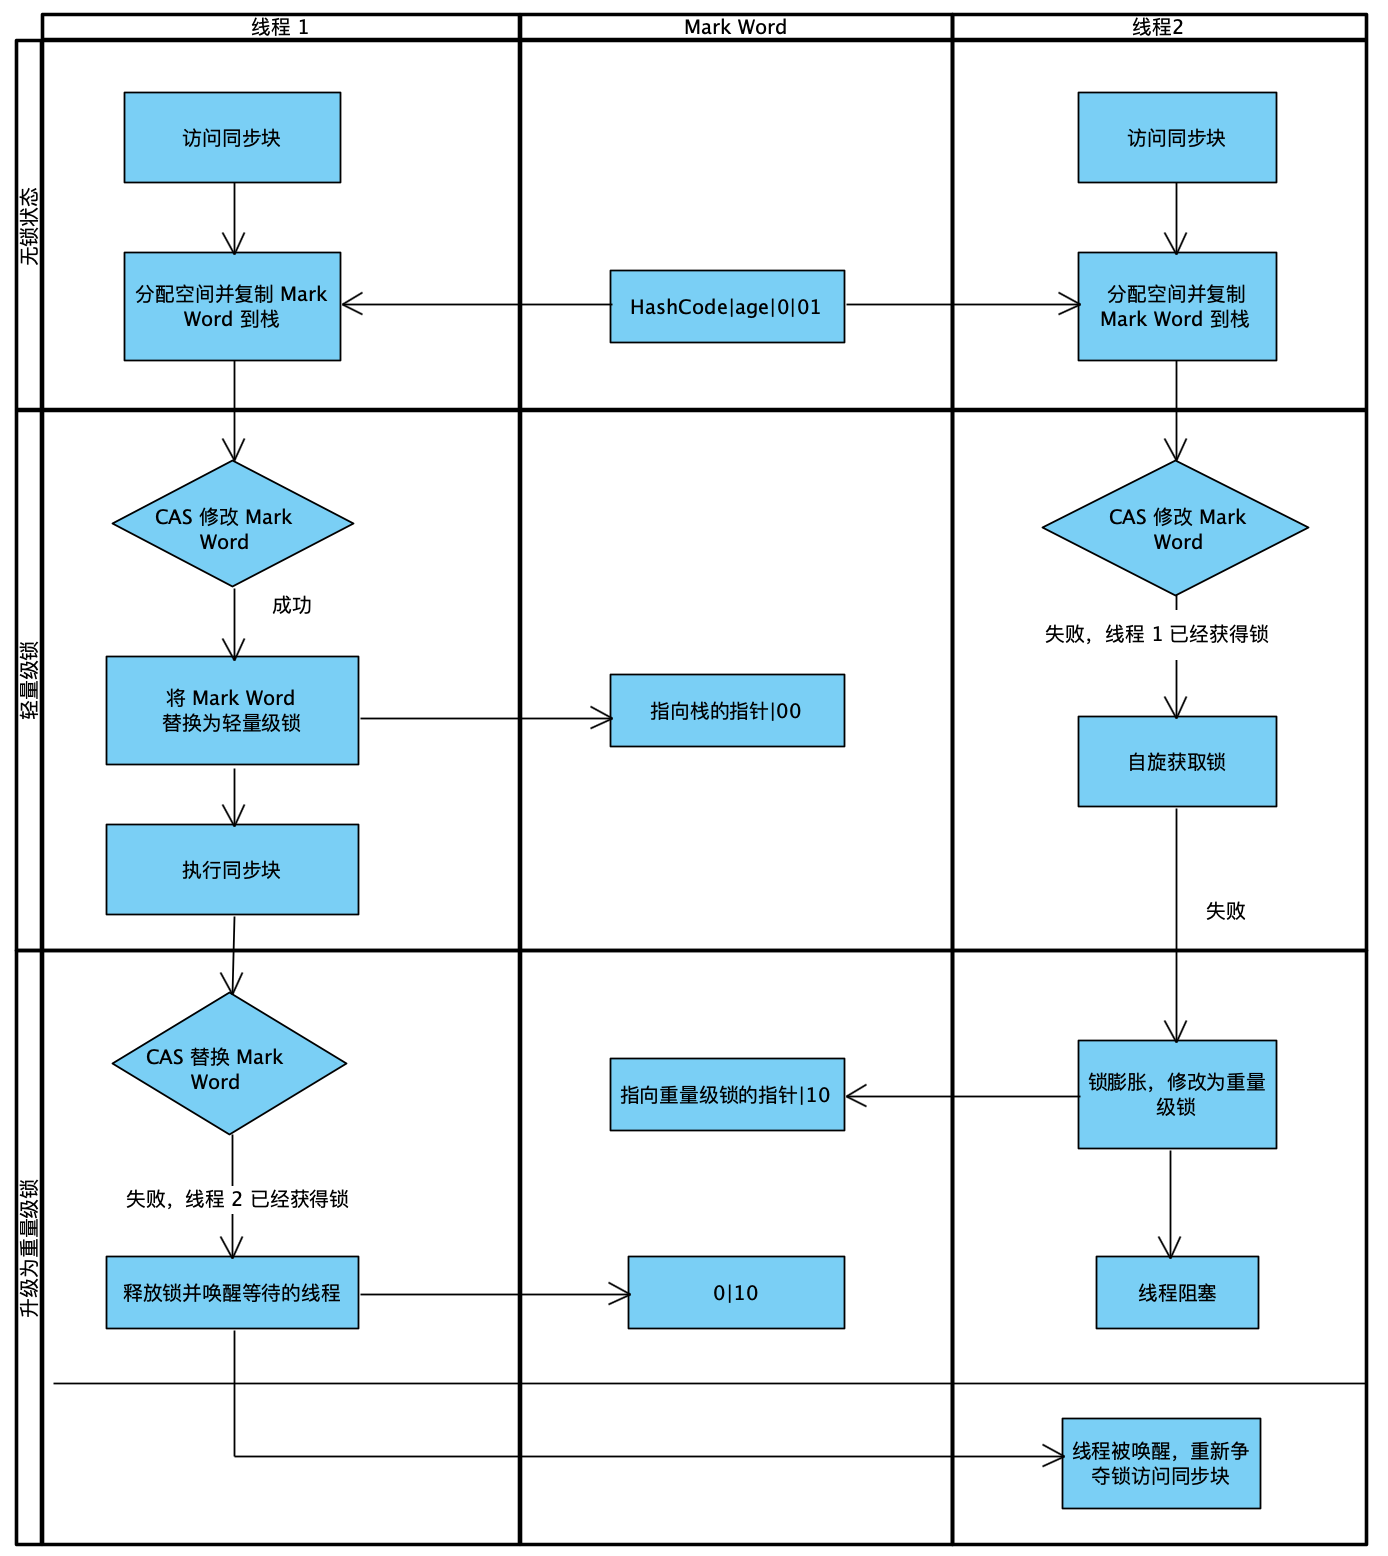 线程 1
Mark Word
线程2
无锁状态
访问同步块
访问同步块
分配空间并复制 Mark
Word 到栈
HashCode|age|0|01
分配空间并复制
Mark Word 到栈
轻量级锁
CAS 修改 Mark
Word
CAS 修改 Mark
Word
成功
失败，线程 1 已经获得锁
将 Mark Word
替换为轻量级锁
指向栈的指针|00
自旋获取锁
执行同步块
失败
升级为重量级锁
CAS 替换 Mark
Word
指向重量级锁的指针|10
锁膨胀，修改为重量
级锁
失败，线程 2 已经获得锁
释放锁并唤醒等待的线程
0|10
线程阻塞
线程被唤醒，重新争
夺锁访问同步块